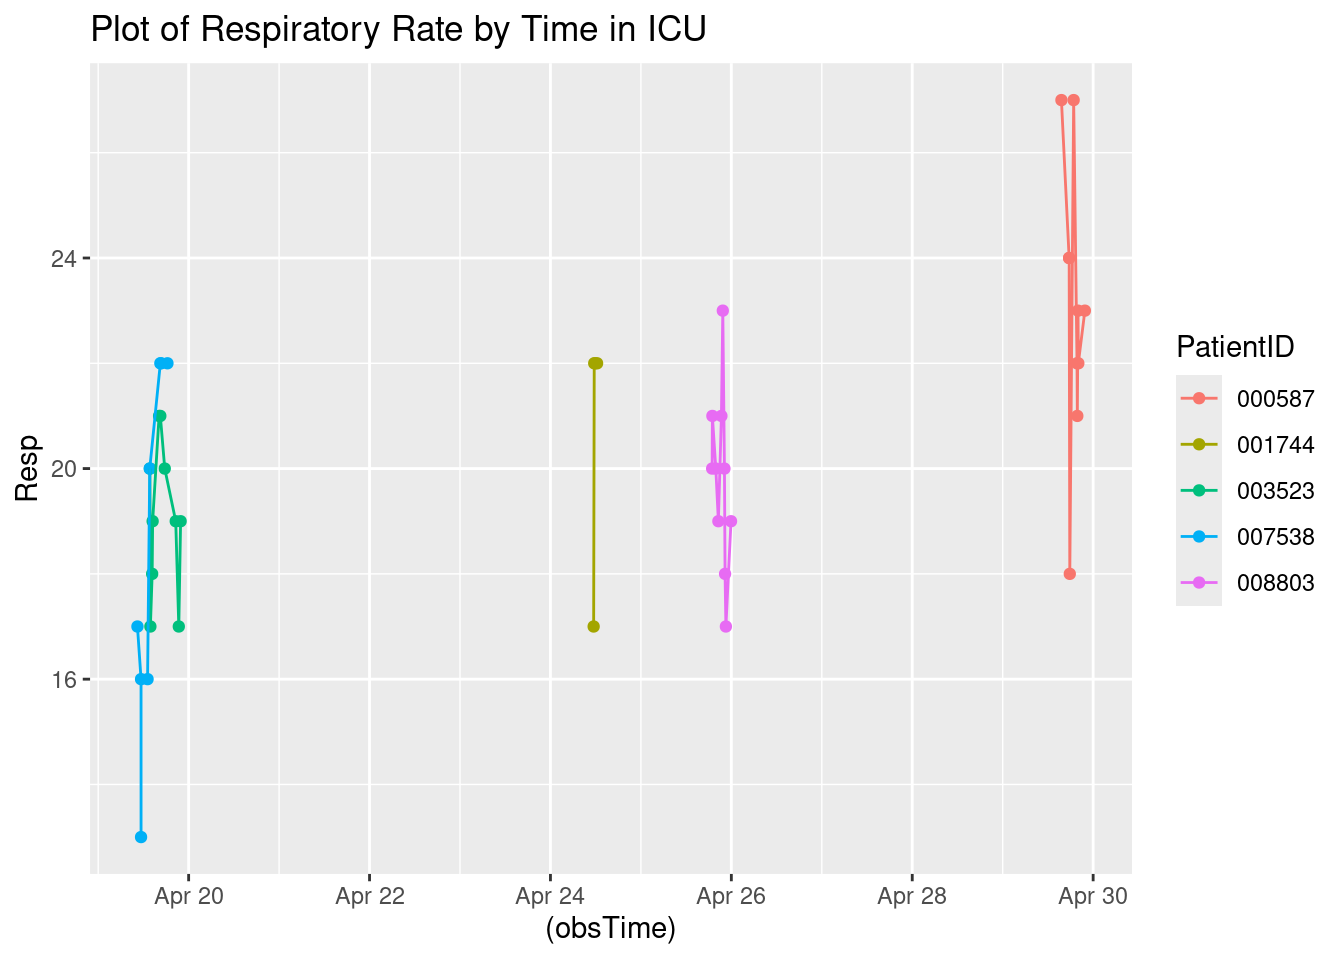 Plot of Respiratory Rate by Time in ICU
Resp
24
20
16
Apr 20
Apr 22
Apr 24
Apr 26
Apr 28
Apr 30
(obsTime)
PatientID
000587
001744
003523
007538
008803